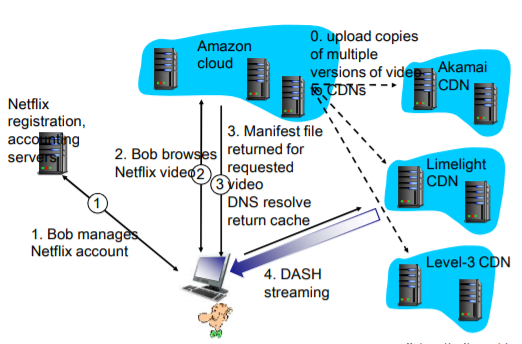 0. upload copies
of multiple
versions of video
to CDNs
Amazon
cloud
Akamai
CDN
Netflix
registration,
accounting
servers
2. Bob browses
Netflix video
2
3. Manifest file
returned for
requested
video
DNS resolve
return cache
3
Limelight
CDN
1
1. Bob manages
Netflix account
4. DASH
streaming
Level-3 CDN